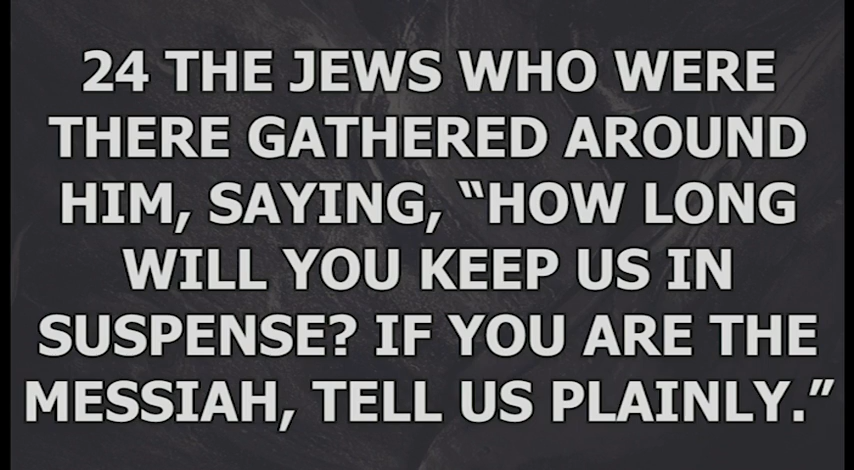 24 THE JEWS WHO WERE
THERE GATHERED AROUND
HIM, SAYING, “HOW LONG
WILL YOU KEEP US IN
SUSPENSE? IF YOU ARE THE
MESSIAH, TELL US PLAINLY.”